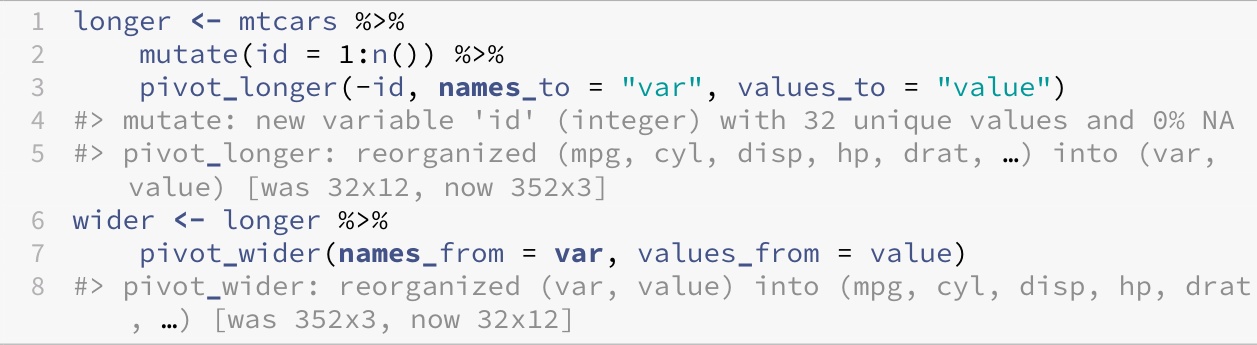 1 longer <- mtcars %>%
2 mutate(id = 1:n()) %>%
3 pivot_longer(-id, names_to = "var", values_to = "value")
4 #> mutate: new variable 'id' (integer) with 32 unique values and 0% NA
5 #> pivot_longer: reorganized (mpg, cyl, disp, hp, drat, …) into (var,
value) [was 32x12, now 352x3]
6 wider <- longer %>%
7 pivot_wider(names_from = var, values_from = value)
8 #> pivot_wider: reorganized (var, value) into (mpg, cyl, disp, hp, drat
, …) [was 352x3, now 32x12]